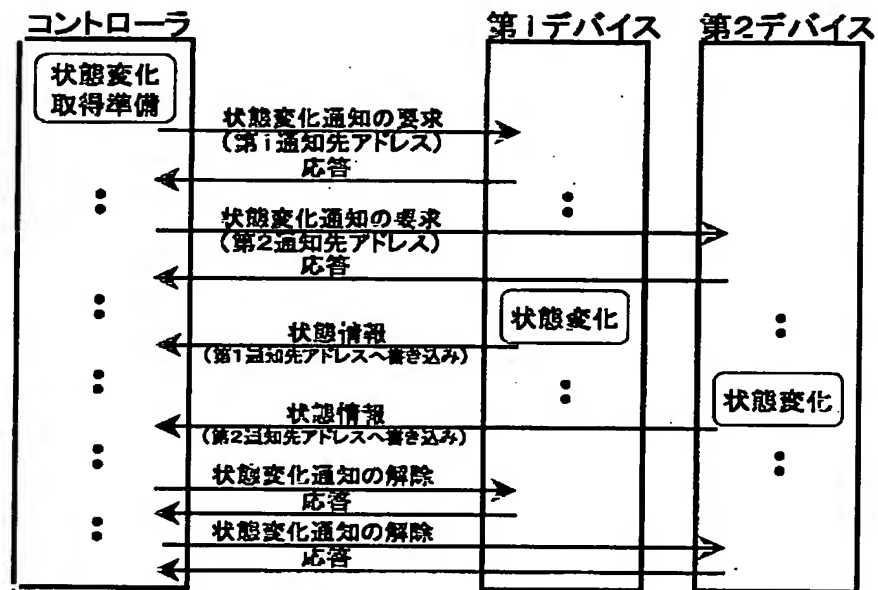 コントローラ
第1デバイス
第2デバイス
状態変化
取得準備
状態変化通知の要求
(第1通知先アドレス)
応答
状態変化通知の要求
(第2通知先アドレス)
応答
状態変化
状態情報
(第1通知先アドレスへ書き込み)
状態変化
状態情報
(第2通知先アドレスへ書き込み)
状態変化通知の解除
応答
状態変化通知の解除
応答